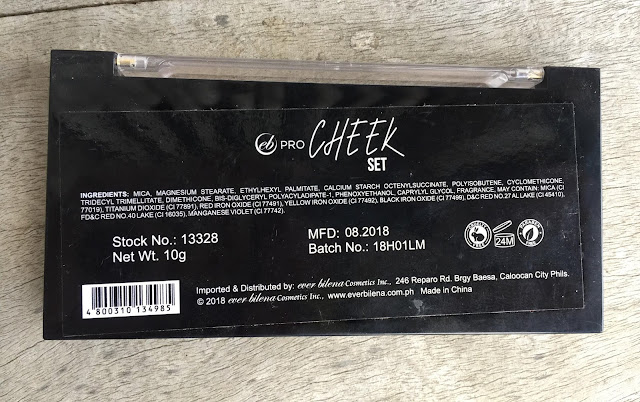 eb PRO CHEEK
SET
INGREDIENTS: MICA, MAGNESIUM STEARATE, ETHYLHEXYL PALMITATE, CALCIUM STARCH OCTENYLSUCCINATE, POLYISOBUTENE, CYCLOMETHICONE,
TRIDECYL TRIMELLITATE, DIMETHICONE, BIS-DIGLYCERYL POLYACYLADIPATE-1, PHENOXYETHANOL, CAPRYLYL GLYCOL, FRAGRANCE, MAY CONTAIN: MICA (CI
77019), TITANIUM DIOXIDE (CI 77891), RED IRON OXIDE (CI 77491), YELLOW IRON OXIDE (CI 77492), BLACK IRON OXIDE (CI 77499), D&C RED NO.27 AL LAKE (CI 45410),
FD&C RED NO.40 LAKE (CI 16035), MANGANESE VIOLET (CI 77742).
Stock No.: 13328
Net Wt. 10g
MFD: 08.2018
Batch No.: 18H01LM
24M
Imported & Distributed by: ever bilena Cosmetics Inc., 246 Reparo Rd. Brgy Baesa, Caloocan City Phils.
© 2018 ever bilena Cosmetics Inc., www.everbilena.com.ph Made in China
4 800310 134985